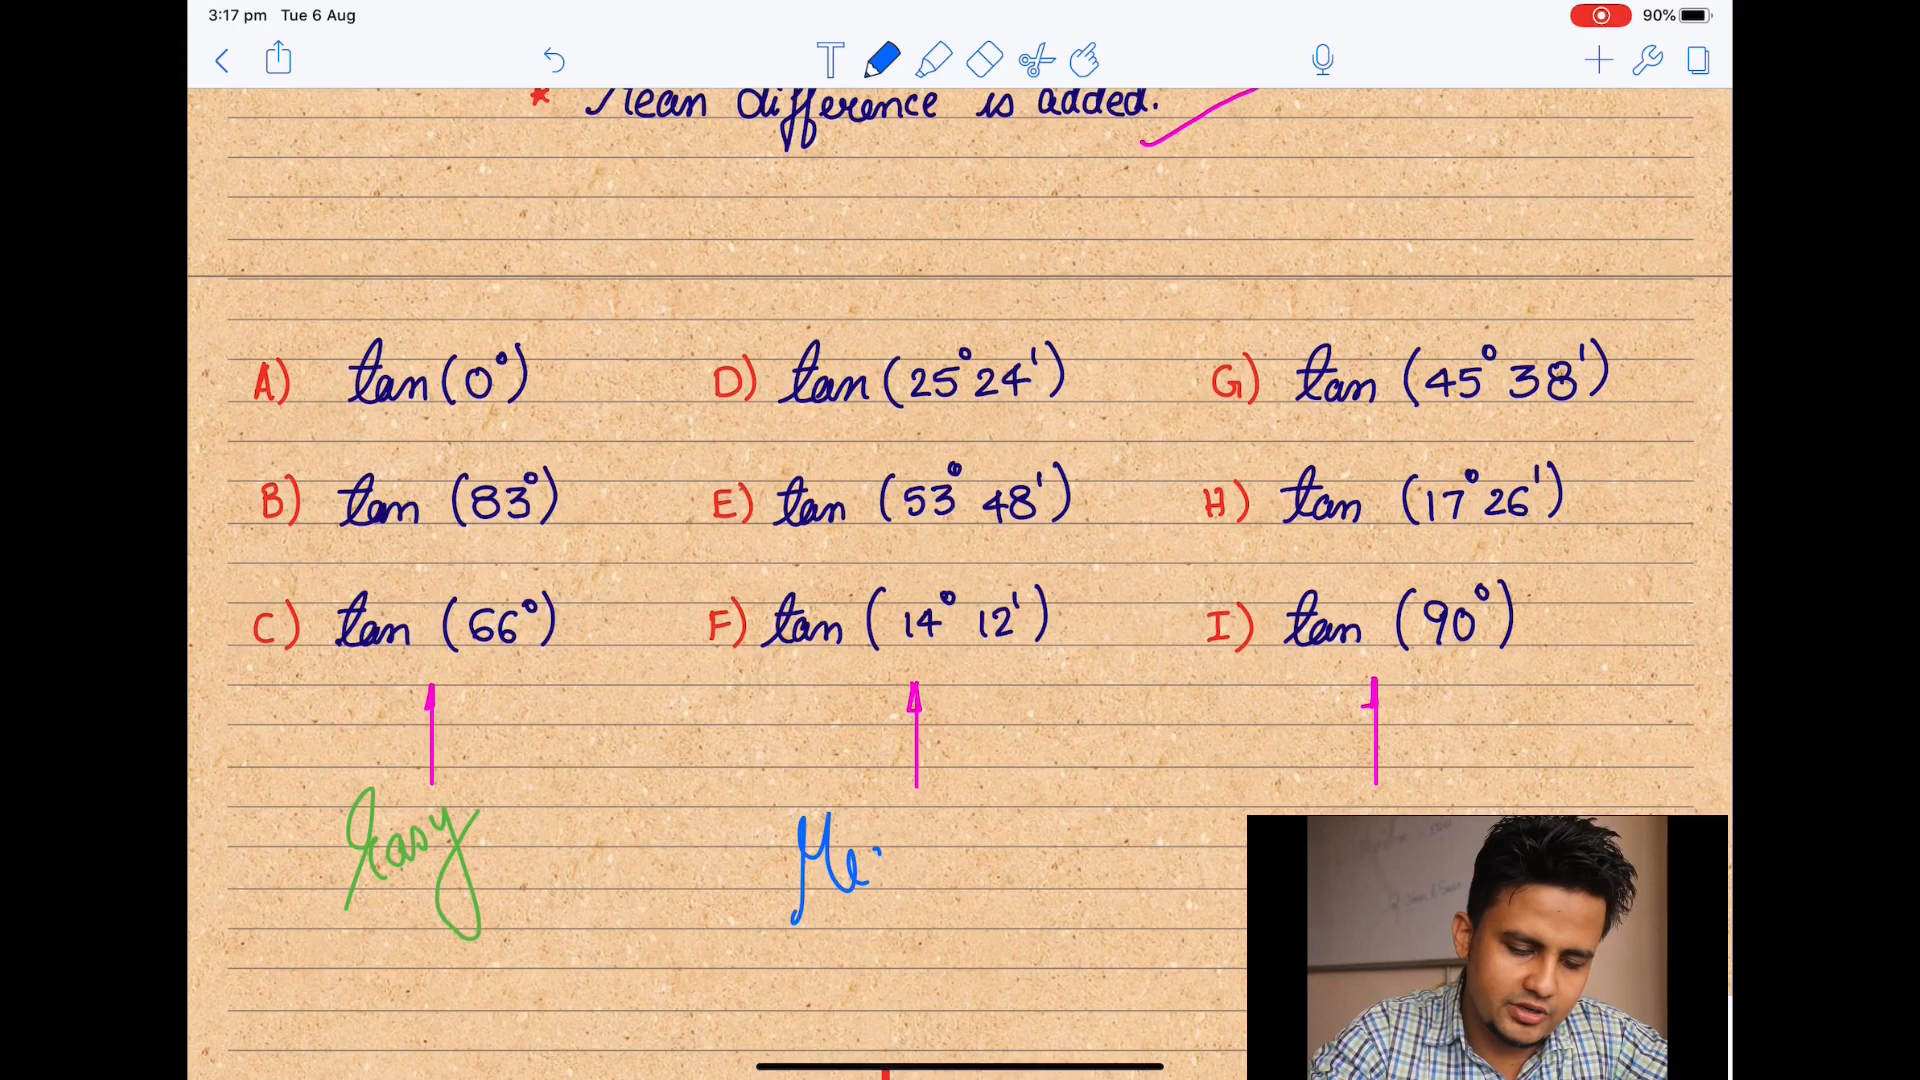 3:17 pm Tue 6 Aug
90%
T
* Mean difference is added.
A) tan (0°) D) tan (25° 24') G) tan (45° 38')
B) tan (83°) E) tan (53° 48') H) tan (17° 26')
C) tan (66°) F) tan (14° 12') I) tan (90°)
Easy Me